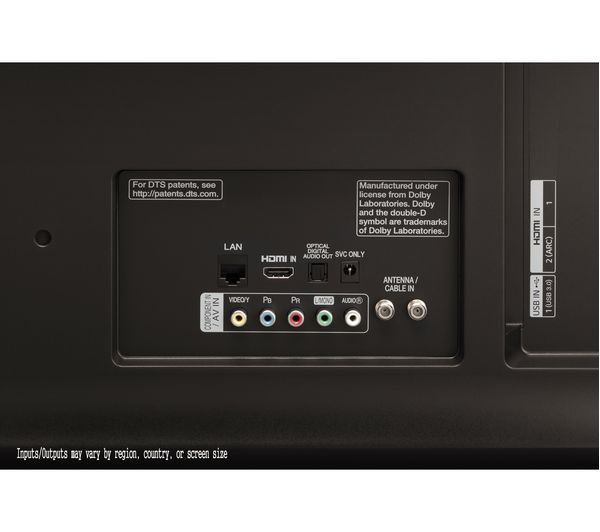 For DTS patents, see
http://patents.dts.com.
Manufactured under
license from Dolby
Laboratories. Dolby
and the double-D
symbol are trademarks
of Dolby Laboratories.
LAN
HDMI IN
OPTICAL
DIGITAL
AUDIO OUT
SVC ONLY
ANTENNA /
CABLE IN
COMPONENT IN
/ AV IN
VIDEO/Y
PB
PR
L/MONO
AUDIO R
HDMI IN
2 (ARC)
1
USB IN
1 (USB 3.0)
Inputs/Outputs may vary by region, country, or screen size